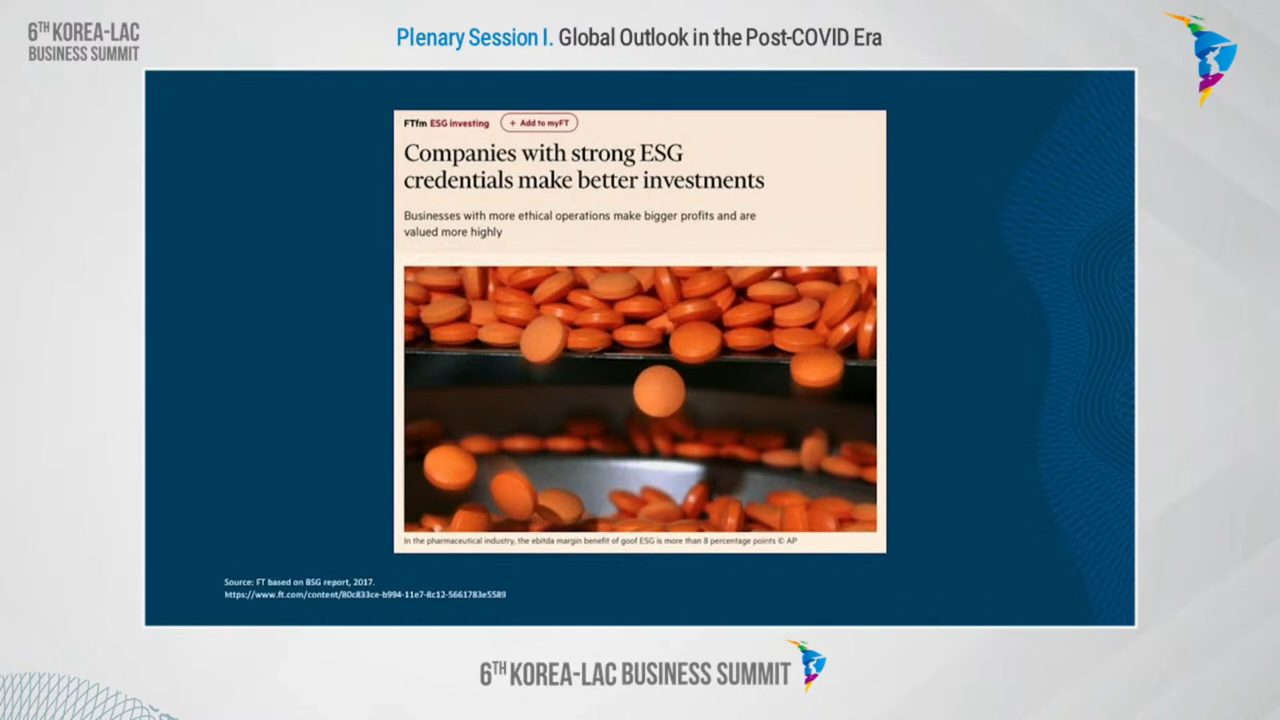 6TH KOREA-LAC
BUSINESS SUMMIT
Plenary Session I. Global Outlook in the Post-COVID Era
FTfm ESG investing + Add to myFT
Companies with strong ESG
credentials make better investments
Businesses with more ethical operations make bigger profits and are
valued more highly
In the pharmaceutical industry, the ebitda margin benefit of goof ESG is more than 8 percentage points © AP
Source: FT based on BSG report, 2017.
https://www.ft.com/content/80c833ce-b994-11e7-8c12-5661783e5589
6TH KOREA-LAC BUSINESS SUMMIT